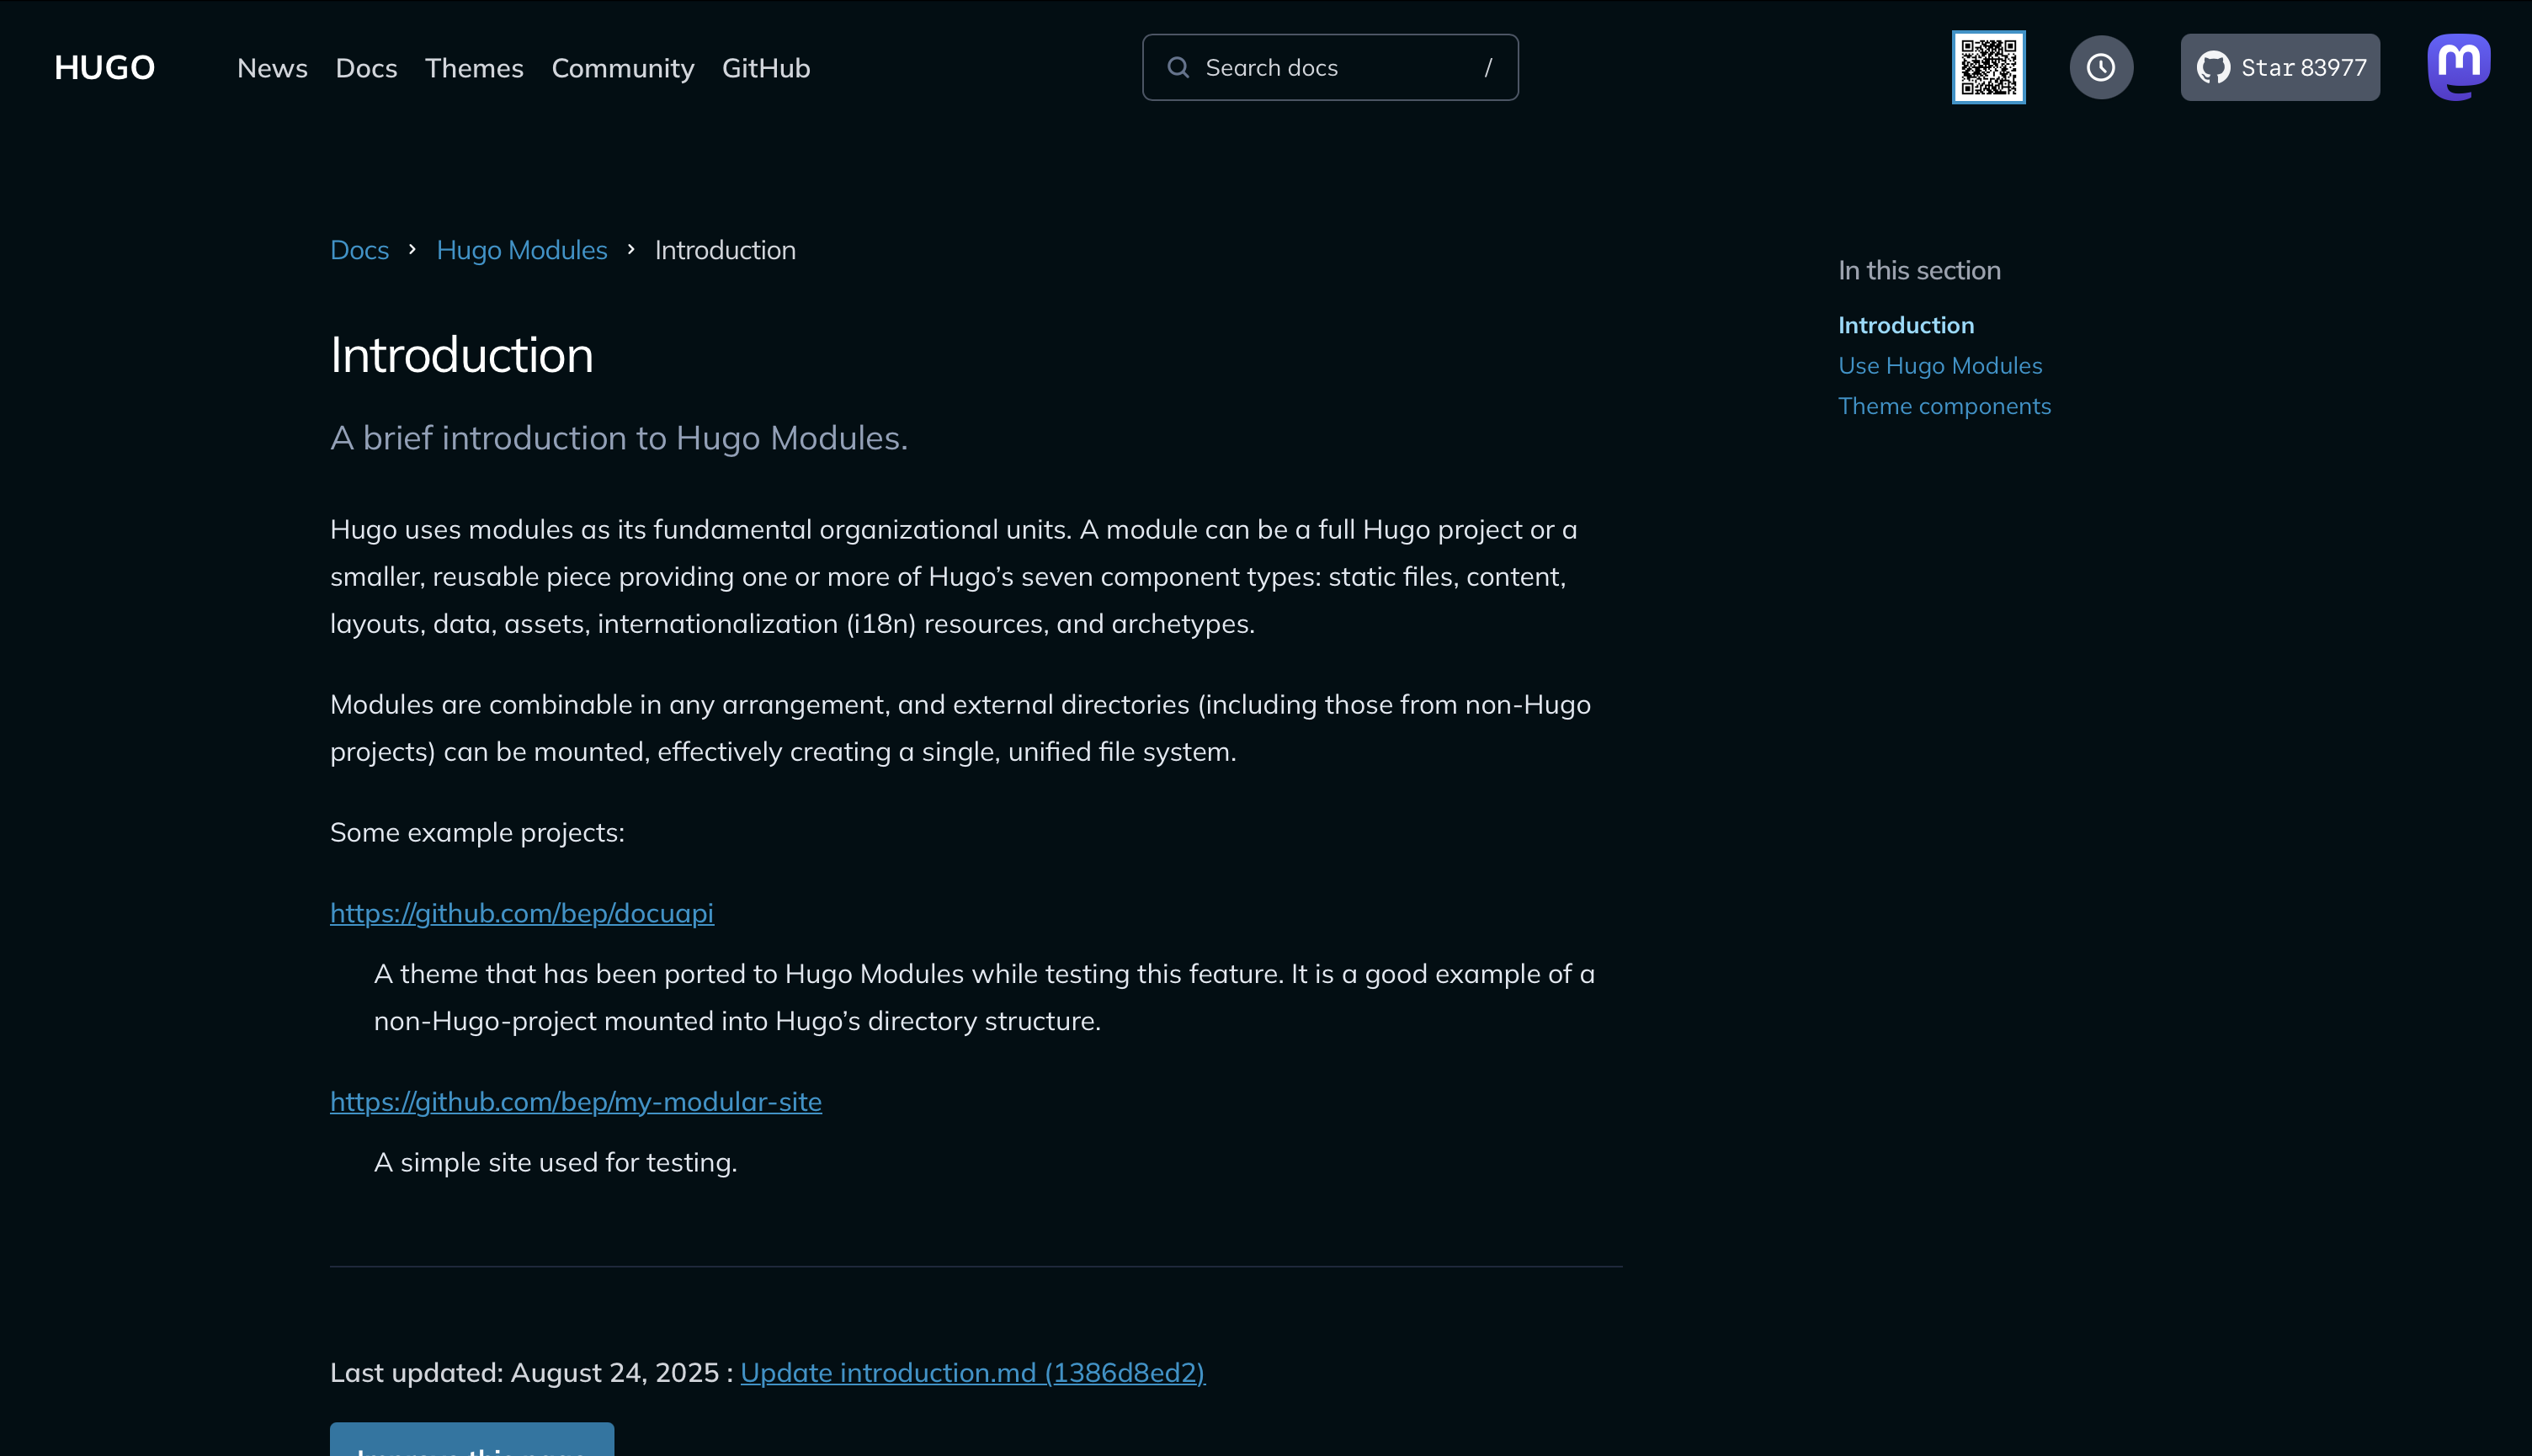 HUGO
News Docs Themes Community GitHub
Search docs /
Star 83977
Docs › Hugo Modules › Introduction
Introduction
A brief introduction to Hugo Modules.
Hugo uses modules as its fundamental organizational units. A module can be a full Hugo project or a
smaller, reusable piece providing one or more of Hugo’s seven component types: static files, content,
layouts, data, assets, internationalization (i18n) resources, and archetypes.
Modules are combinable in any arrangement, and external directories (including those from non-Hugo
projects) can be mounted, effectively creating a single, unified file system.
Some example projects:
https://github.com/bep/docuapi
A theme that has been ported to Hugo Modules while testing this feature. It is a good example of a
non-Hugo-project mounted into Hugo’s directory structure.
https://github.com/bep/my-modular-site
A simple site used for testing.
Last updated: August 24, 2025 : Update introduction.md (1386d8ed2)
Improve this page
In this section
Introduction
Use Hugo Modules
Theme components